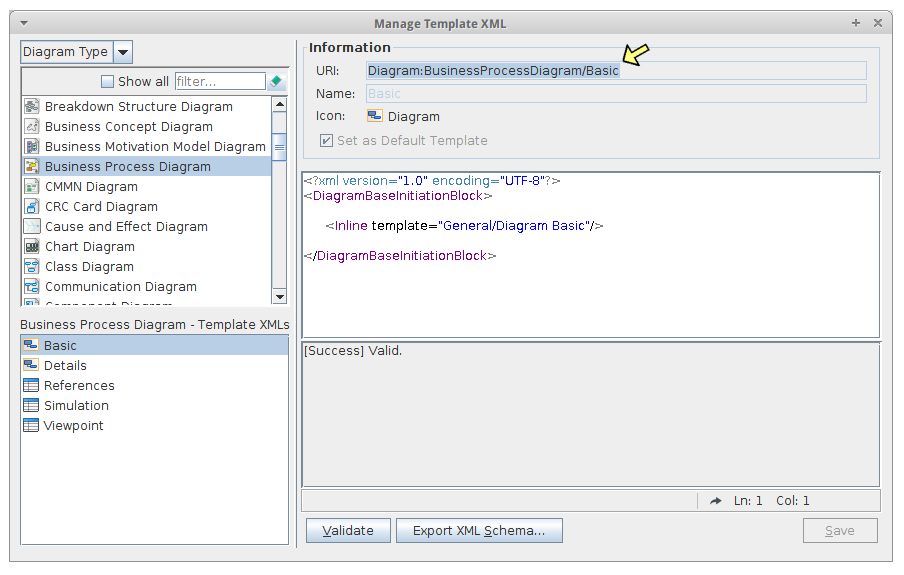 Manage Template XML
Diagram Type
Show all filter...
Breakdown Structure Diagram
Business Concept Diagram
Business Motivation Model Diagram
Business Process Diagram
CMMN Diagram
CRC Card Diagram
Cause and Effect Diagram
Chart Diagram
Class Diagram
Communication Diagram
Component Diagram
Business Process Diagram - Template XMLs
Basic
Details
References
Simulation
Viewpoint
Information
URI: Diagram:BusinessProcessDiagram/Basic
Name: Basic
Icon: Diagram
Set as Default Template
<?xml version="1.0" encoding="UTF-8"?>
<DiagramBaseInitiationBlock>
<Inline template="General/Diagram Basic"/>
</DiagramBaseInitiationBlock>
[Success] Valid.
Ln: 1 Col: 1
Validate Export XML Schema... Save